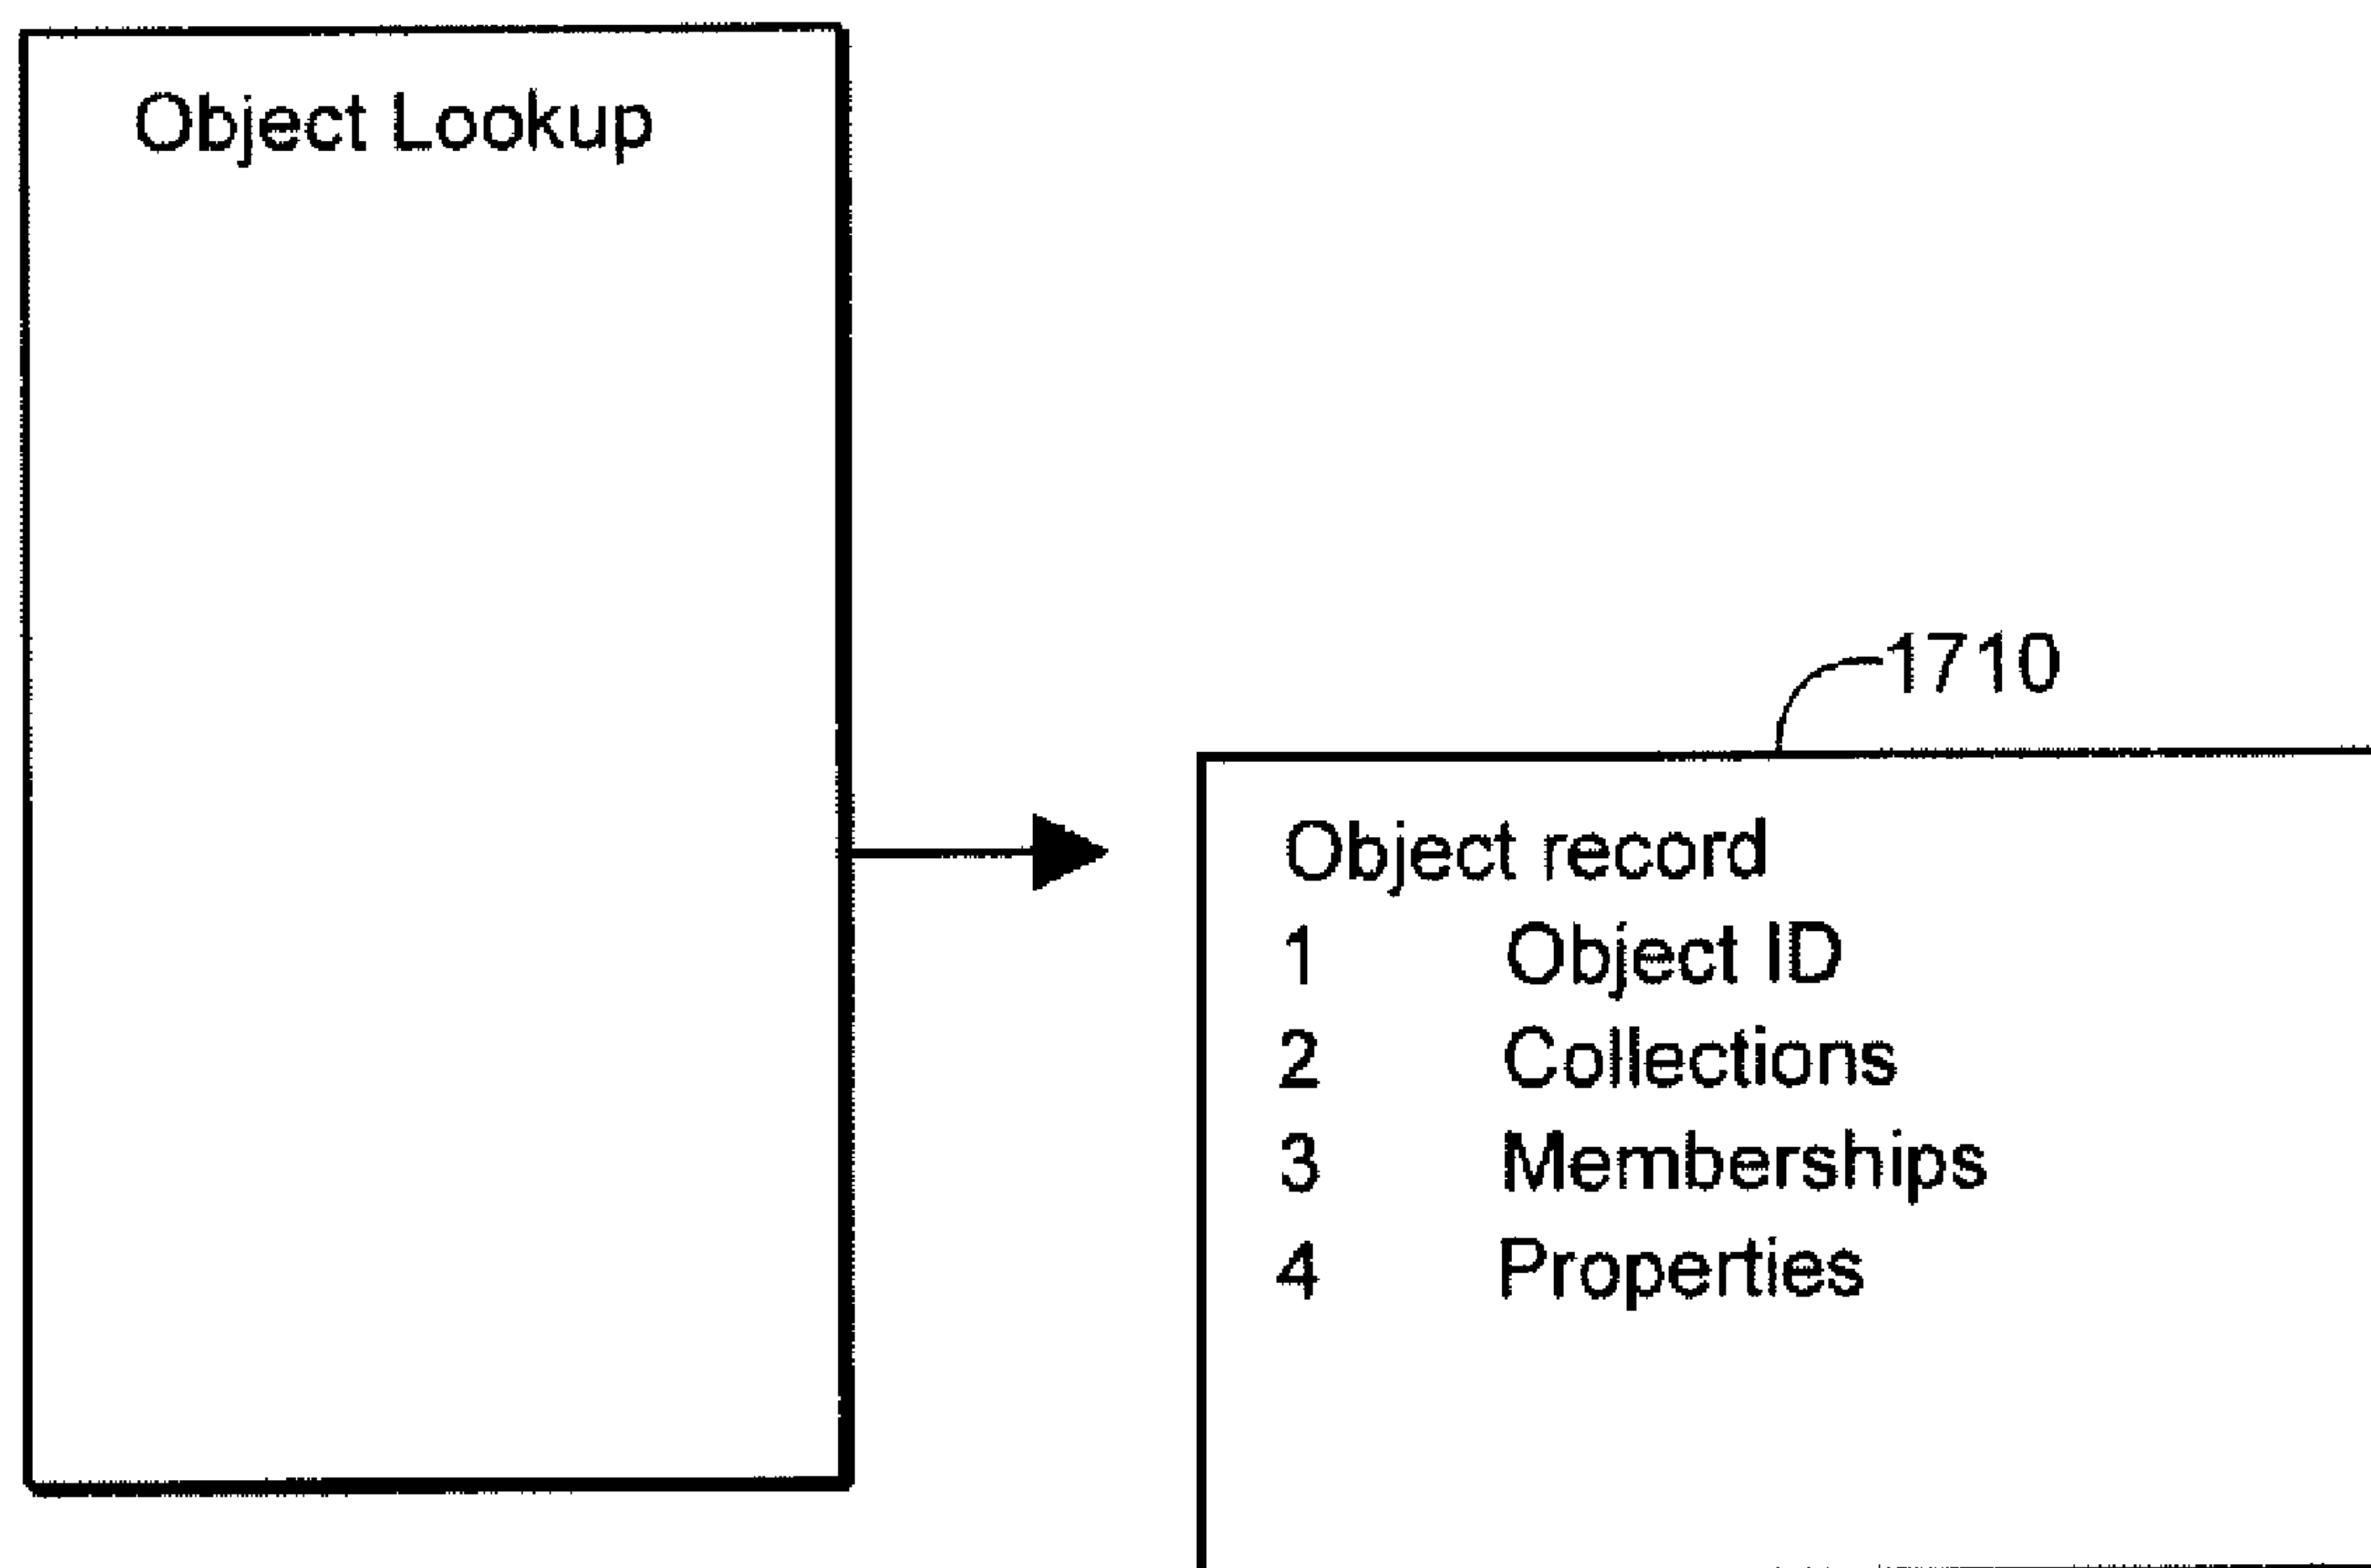 Object Lookup
1710
Object record
1 Object ID
2 Collections
3 Memberships
4 Properties